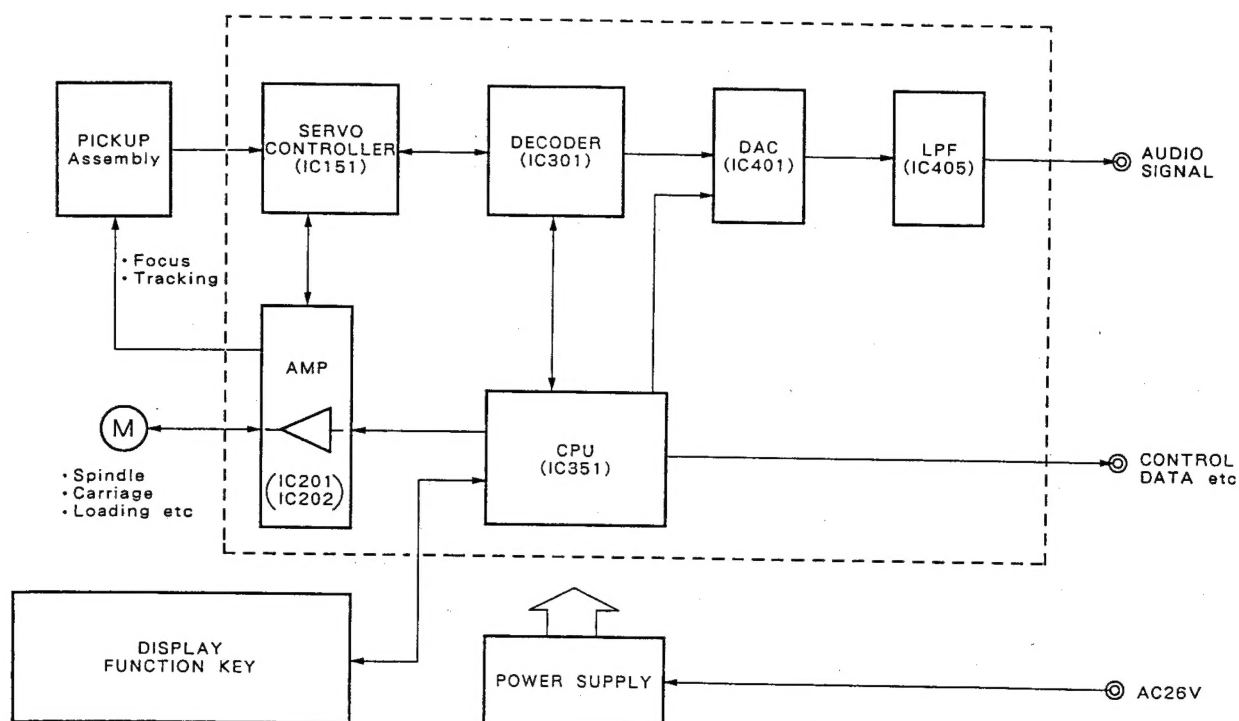 PICKUP
Assembly
SERVO
CONTROLLER
(IC151)
DECODER
(IC301)
DAC
(IC401)
LPF
(IC405)
AUDIO
SIGNAL
• Focus
• Tracking
AMP
(IC201
IC202)
M
• Spindle
• Carriage
• Loading etc
CPU
(IC351)
CONTROL
DATA etc
DISPLAY
FUNCTION KEY
POWER SUPPLY
AC26V